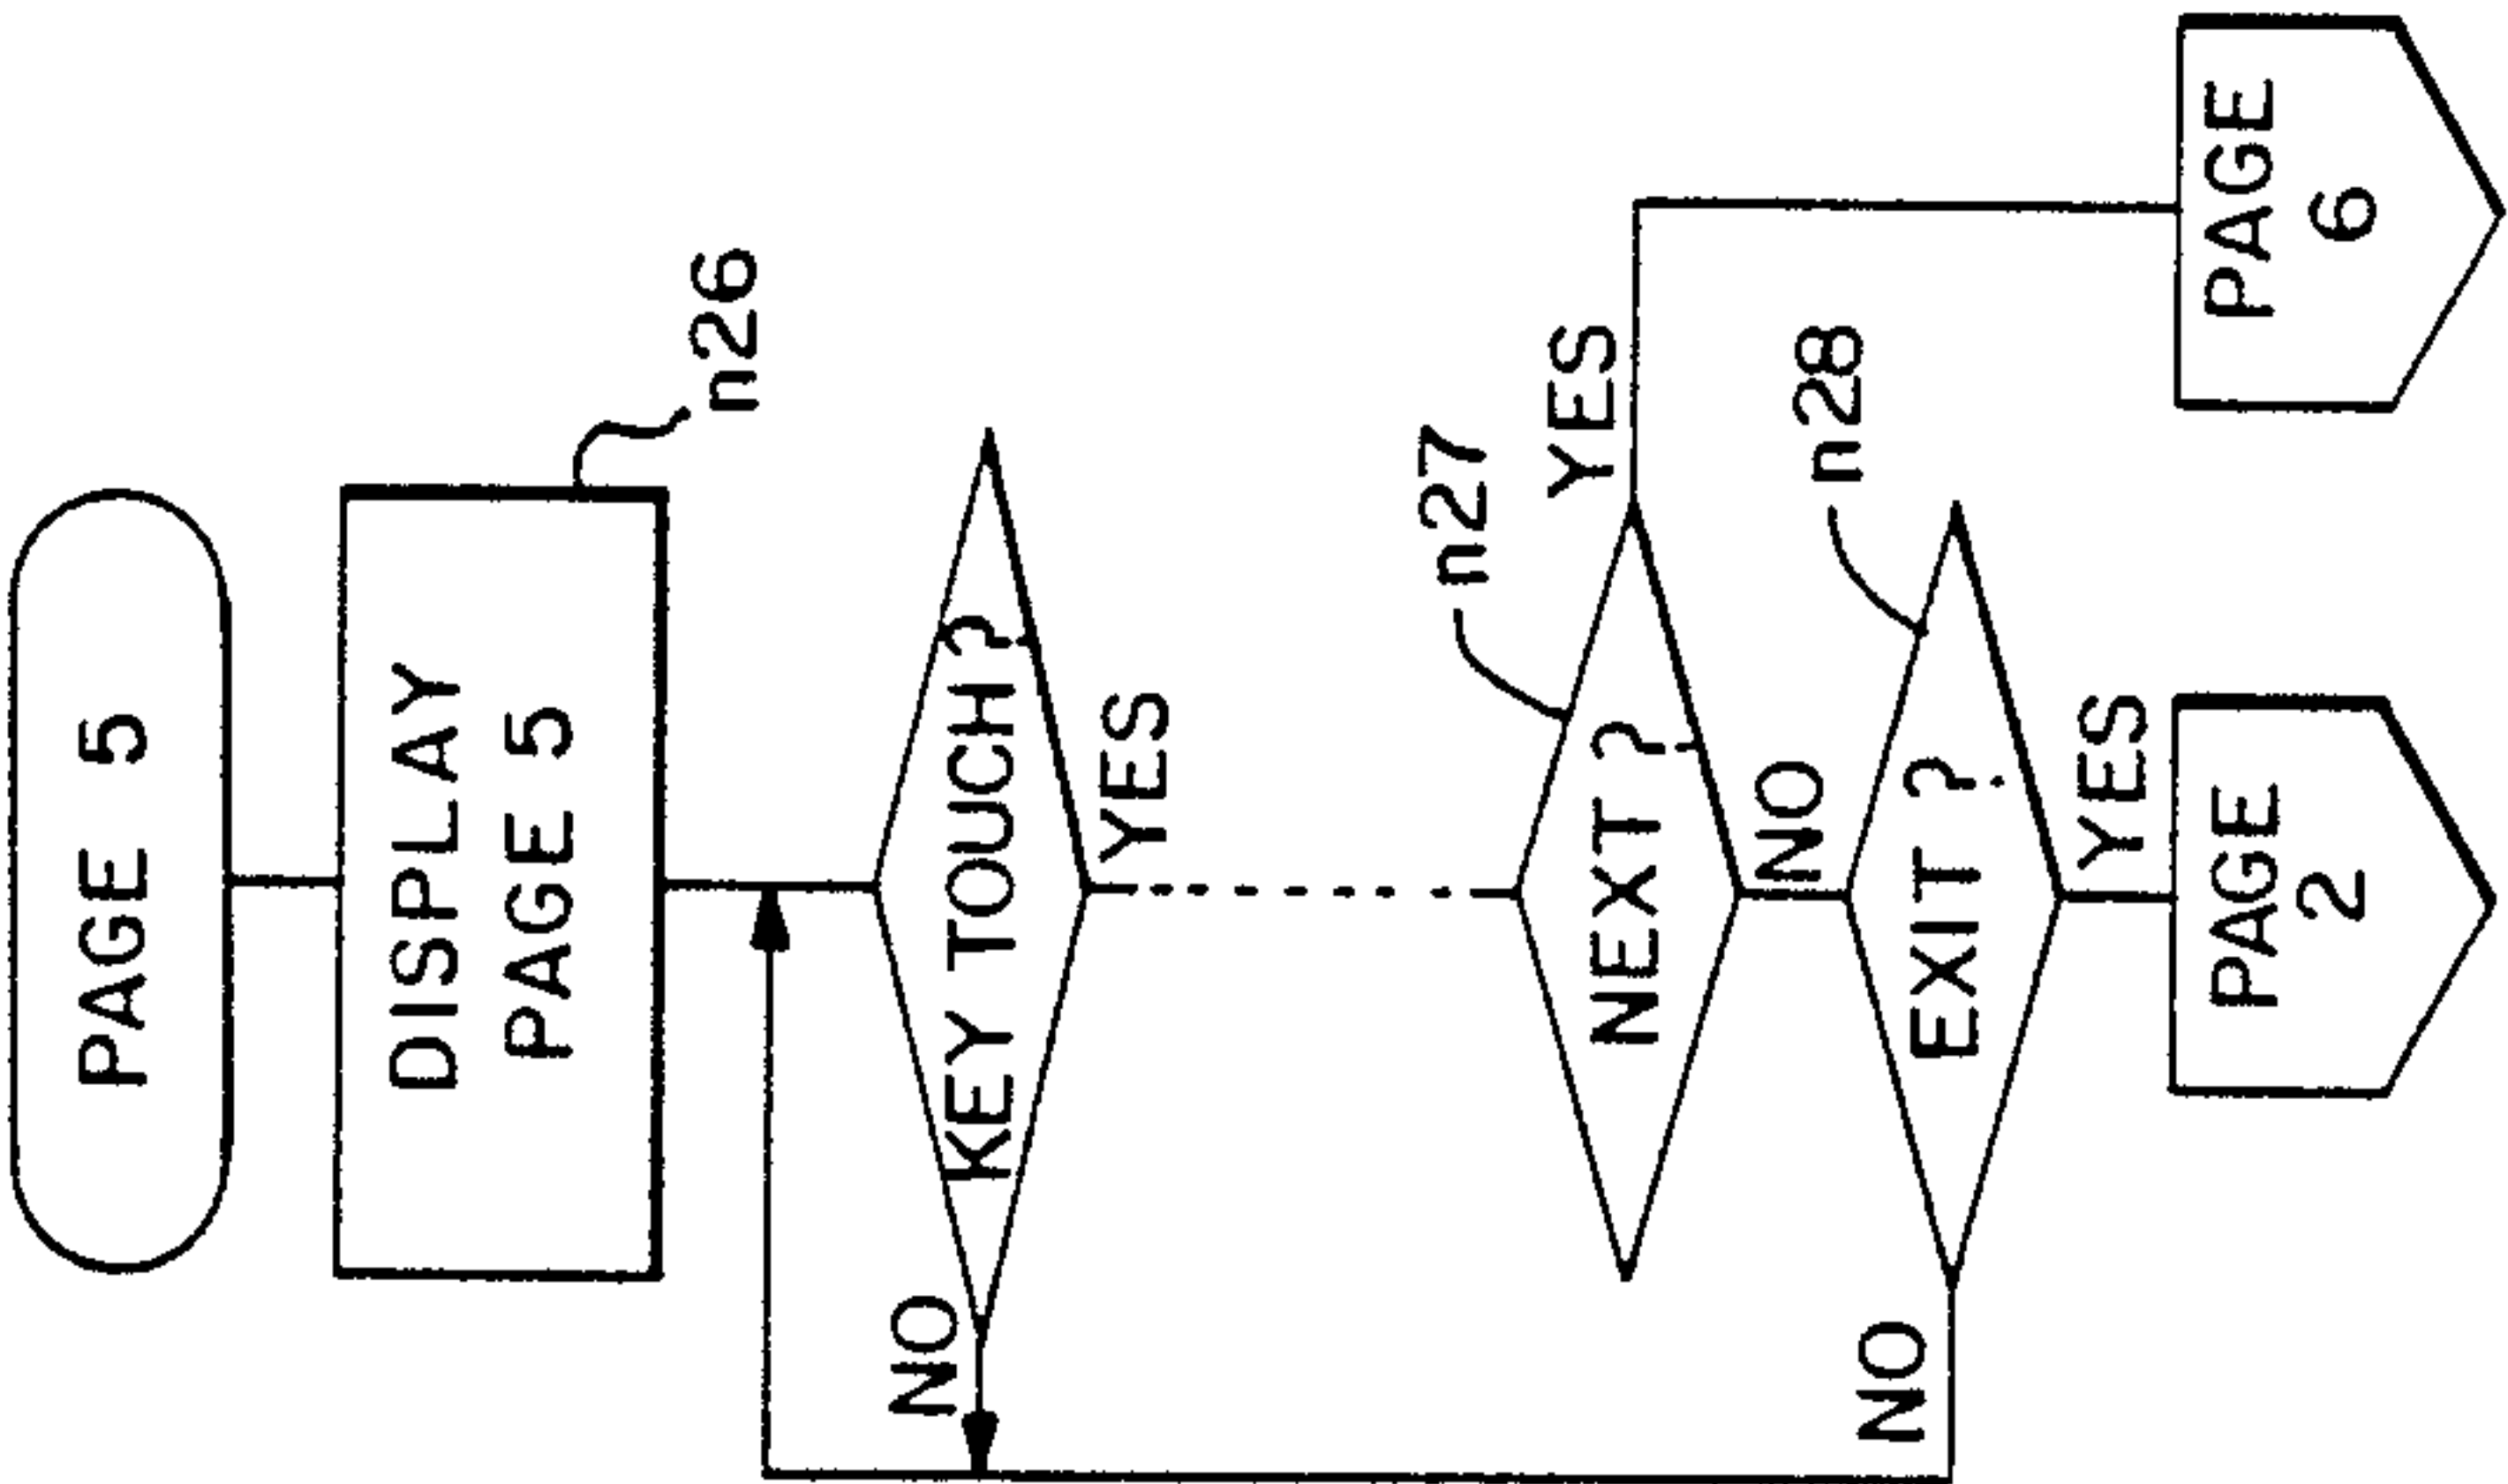 PAGE 5
DISPLAY
PAGE 5
n26
NO
KEY TOUCH ?
YES
n27
NEXT ?
YES
NO
n28
EXIT ?
NO
YES
PAGE
2
PAGE
6